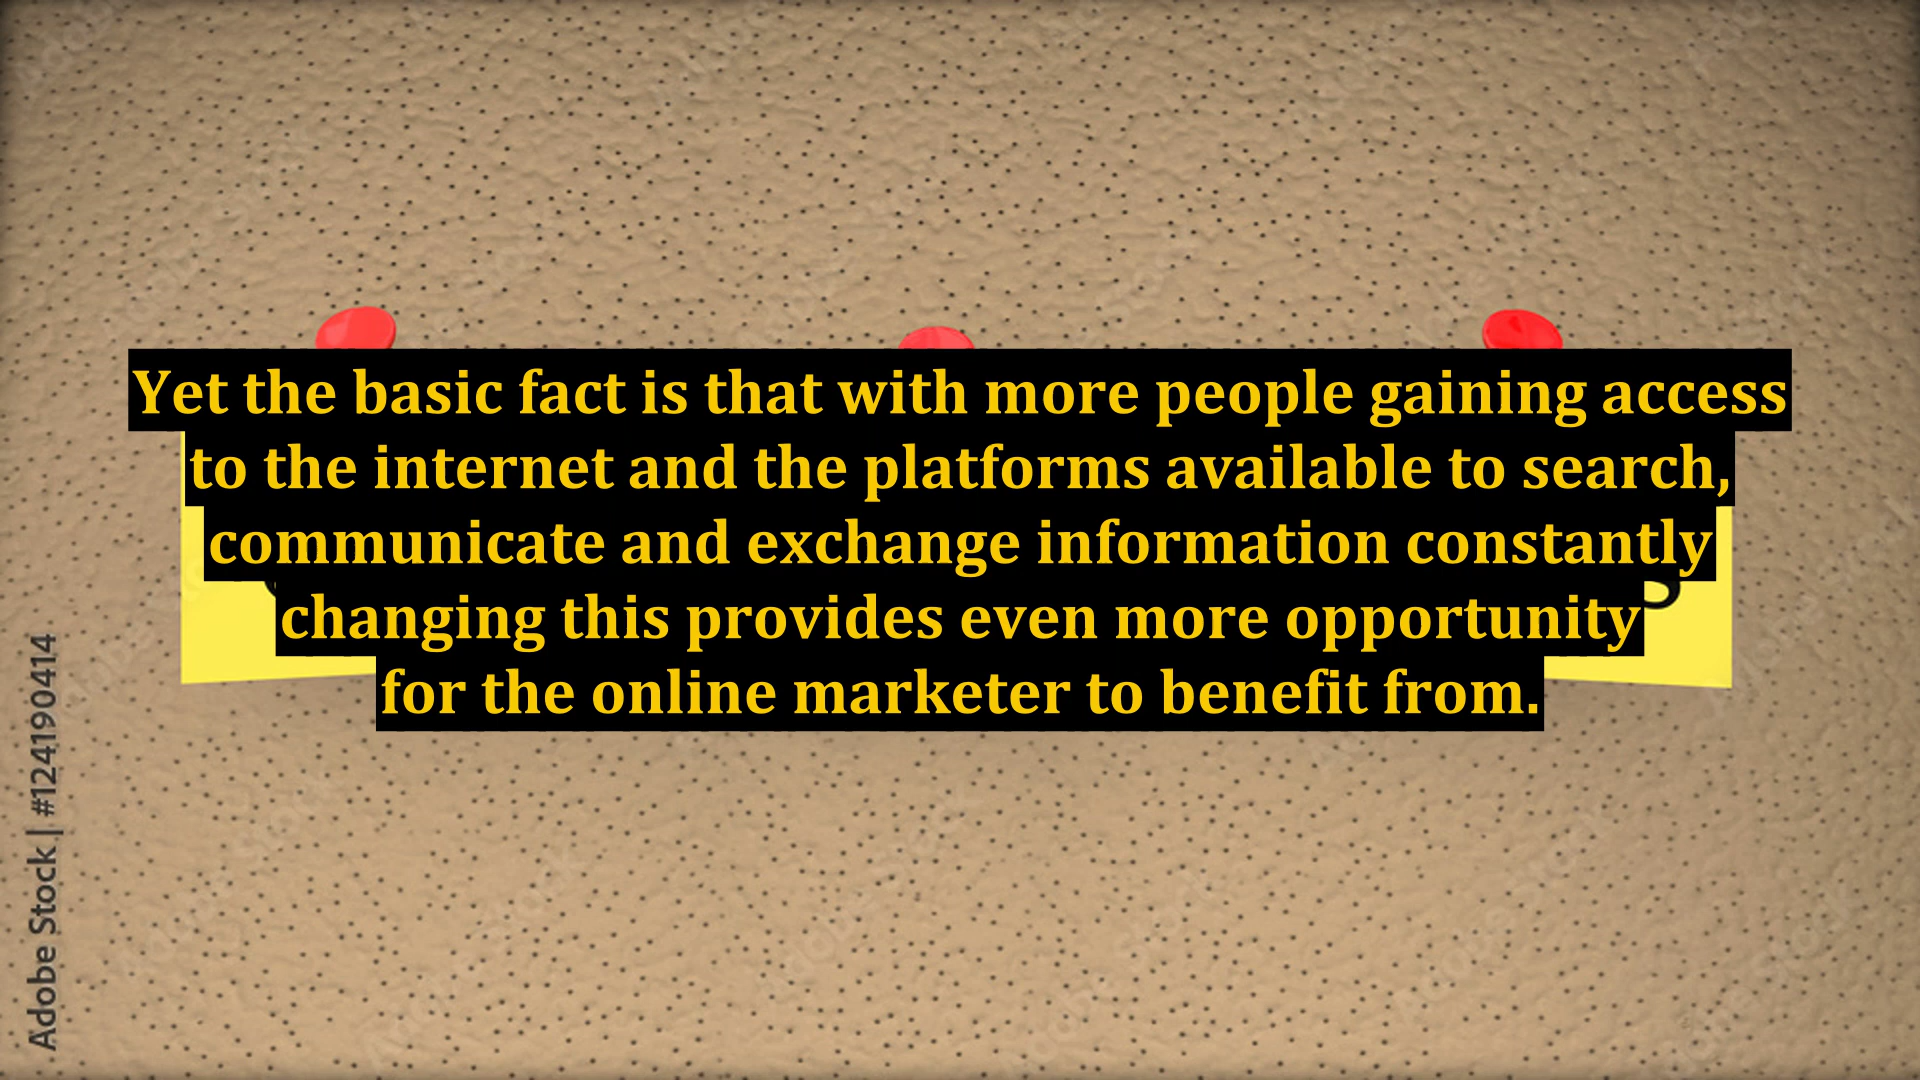 Yet the basic fact is that with more people gaining access
to the internet and the platforms available to search,
communicate and exchange information constantly
changing this provides even more opportunity
for the online marketer to benefit from.
Adobe Stock | #124190414